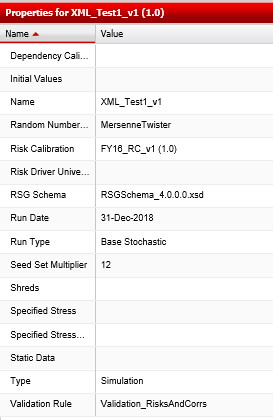 Properties for XML_Test1_v1 (1.0)
Name Value
Dependency Cali...
Initial Values
Name XML_Test1_v1
Random Number... MersenneTwister
Risk Calibration FY16_RC_v1 (1.0)
Risk Driver Unive...
RSG Schema RSGSchema_4.0.0.0.xsd
Run Date 31-Dec-2018
Run Type Base Stochastic
Seed Set Multiplier 12
Shreds
Specified Stress
Specified Stress...
Static Data
Type Simulation
Validation Rule Validation_RisksAndCorrs